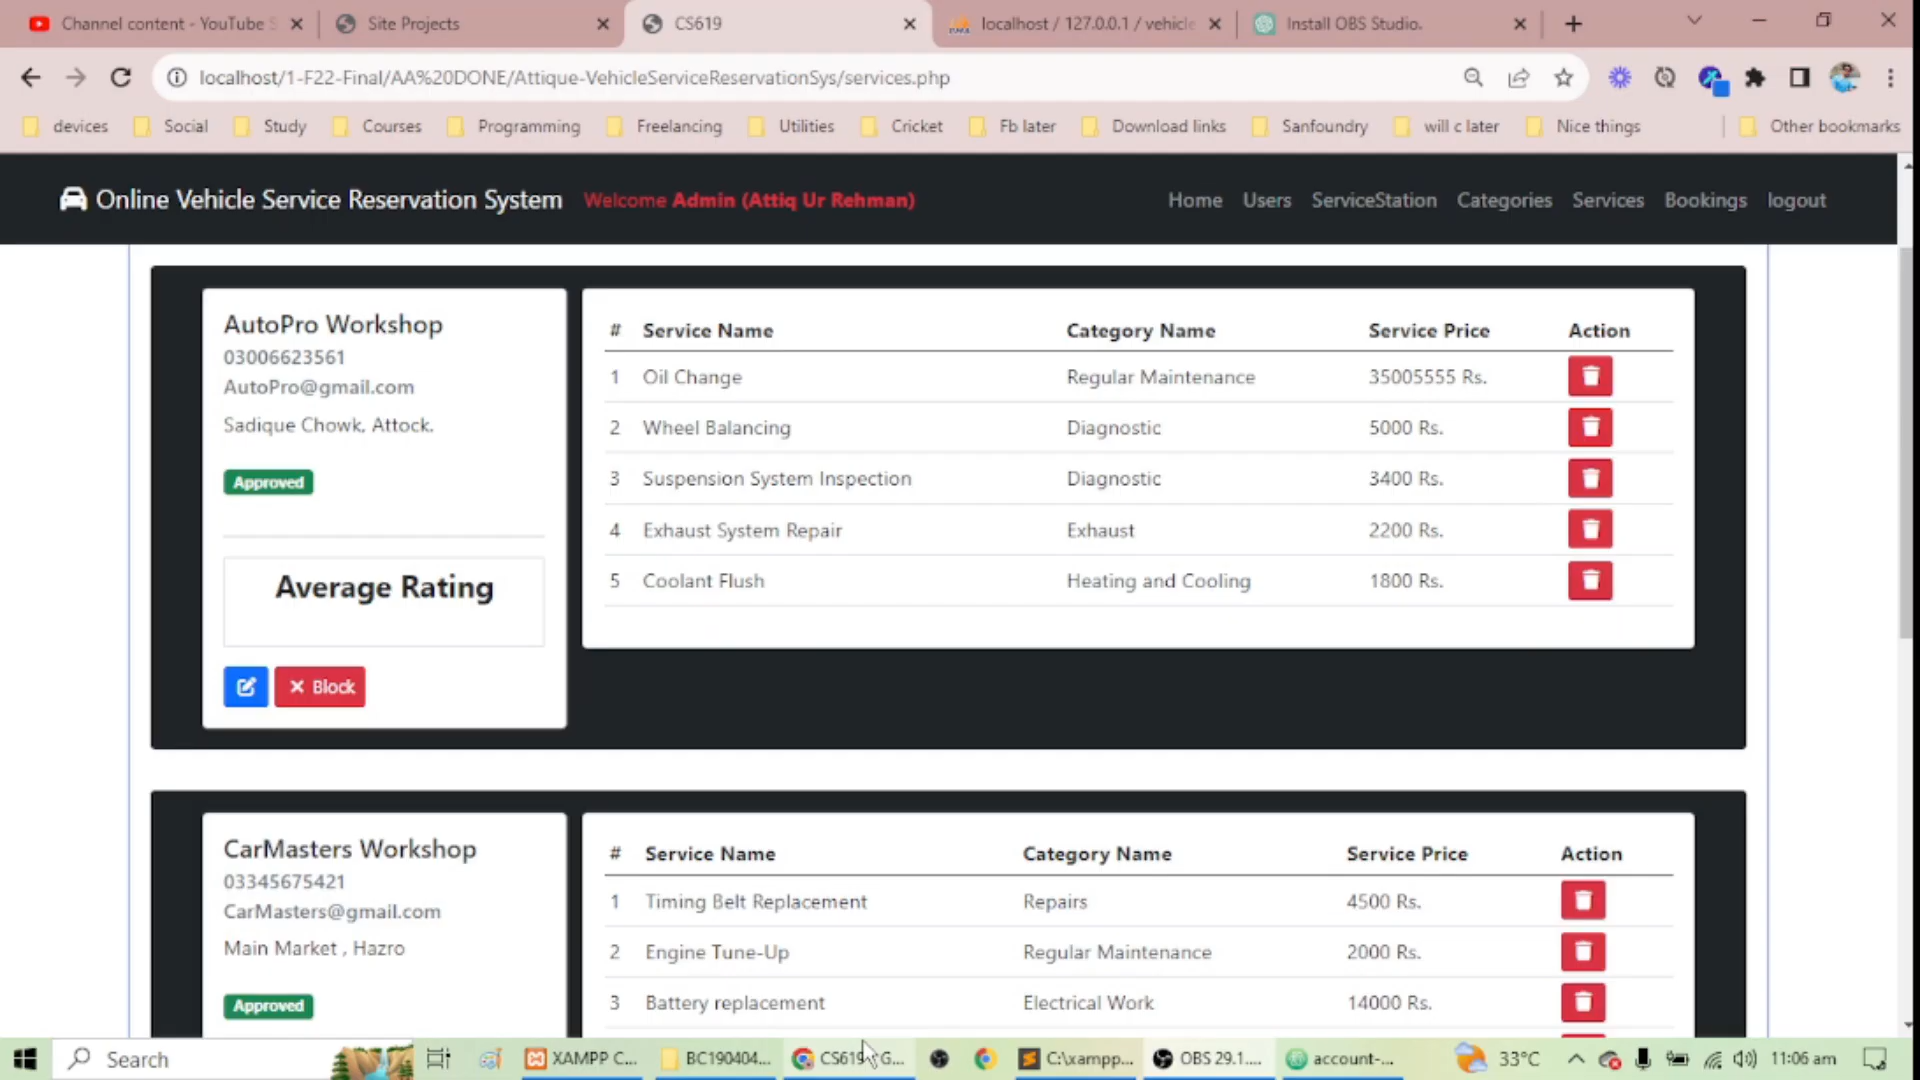 Channel content - YouTube S
Site Projects
CS619
localhost / 127.0.0.1 / vehicle
Install OBS Studio.
localhost/1-F22-Final/AA%20DONE/Attique-VehicleServiceReservationSys/services.php
devices
Social
Study
Courses
Programming
Freelancing
Utilities
Cricket
Fb later
Download links
Sanfoundry
will c later
Nice things
Other bookmarks
Online Vehicle Service Reservation System
Welcome Admin (Attiq Ur Rehman)
Home
Users
ServiceStation
Categories
Services
Bookings
logout
AutoPro Workshop
03006623561
AutoPro@gmail.com
Sadique Chowk, Attock.
Approved
Average Rating
Block
# Service Name Category Name Service Price Action
1 Oil Change Regular Maintenance 35005555 Rs.
2 Wheel Balancing Diagnostic 5000 Rs.
3 Suspension System Inspection Diagnostic 3400 Rs.
4 Exhaust System Repair Exhaust 2200 Rs.
5 Coolant Flush Heating and Cooling 1800 Rs.
CarMasters Workshop
03345675421
CarMasters@gmail.com
Main Market , Hazro
Approved
# Service Name Category Name Service Price Action
1 Timing Belt Replacement Repairs 4500 Rs.
2 Engine Tune-Up Regular Maintenance 2000 Rs.
3 Battery replacement Electrical Work 14000 Rs.
Search
XAMPP C...
BC190404...
CS619 G...
C:\xampp...
OBS 29.1....
account-...
33°C
11:06 am